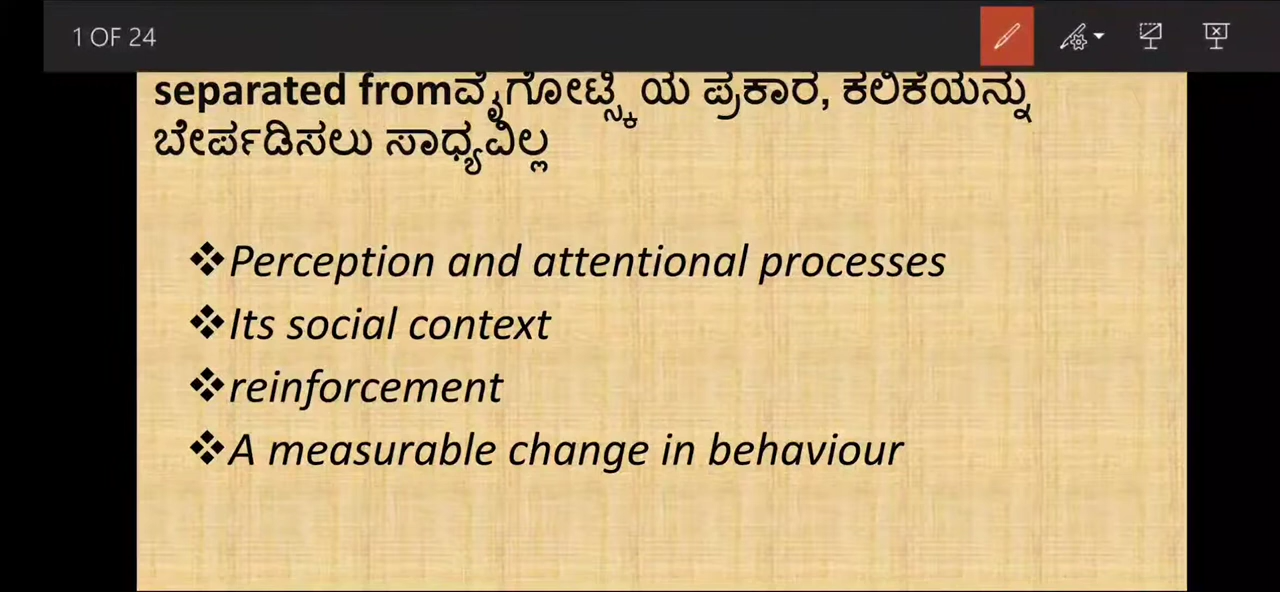 1 OF 24
separated fromವೈಗೋಟ್ಸ್ಕಿಯ ಪ್ರಕಾರ, ಕಲಿಕೆಯನ್ನು
ಬೇರ್ಪಡಿಸಲು ಸಾಧ್ಯವಿಲ್ಲ
❖Perception and attentional processes
❖Its social context
❖reinforcement
❖A measurable change in behaviour